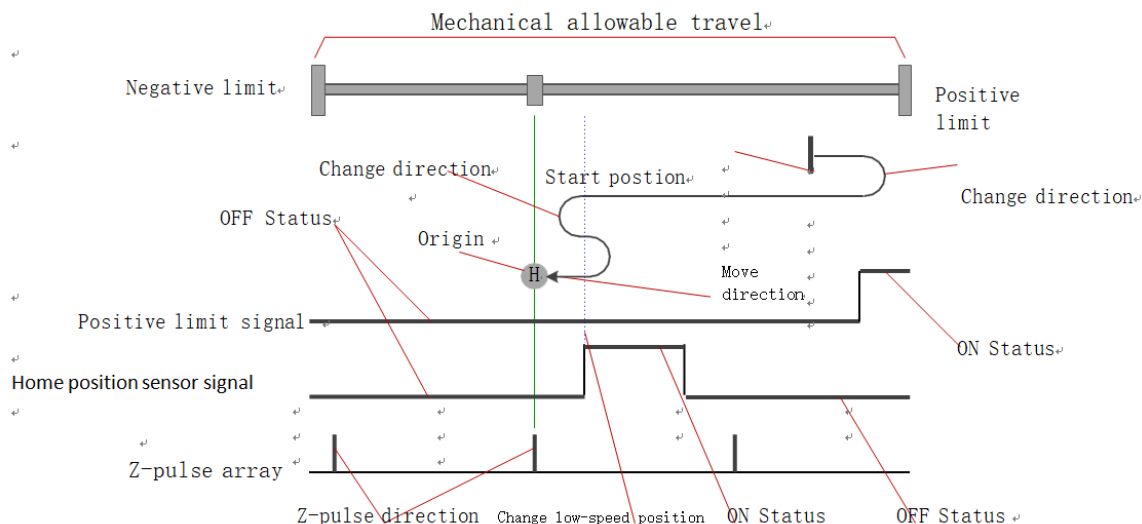 Mechanical allowable travel
Negative limit
Positive
limit
Change direction
Start postion
Change direction
OFF Status
Origin
H
Move
direction
Positive limit signal
ON Status
Home position sensor signal
Z-pulse array
Z-pulse direction
Change low-speed position
ON Status
OFF Status